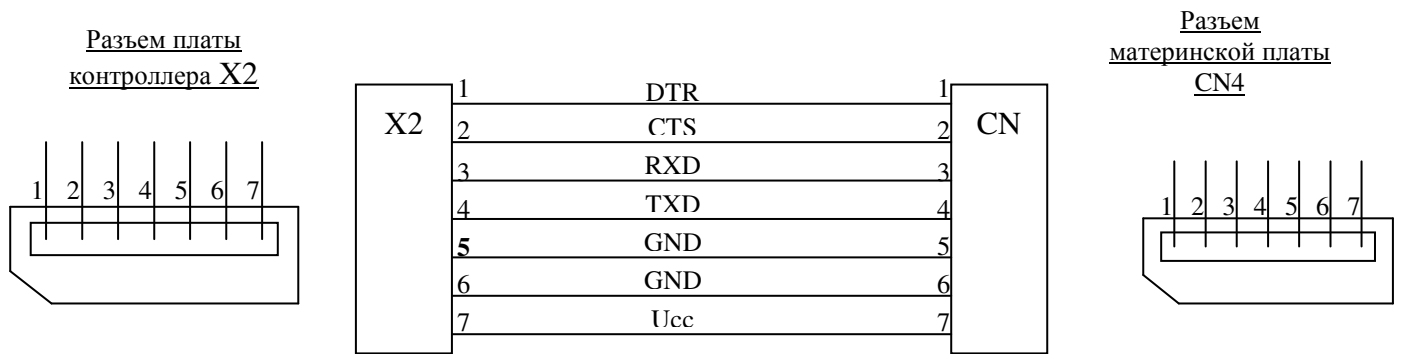 Разъем платы
контроллера X2
1 2 3 4 5 6 7
X2
CN
1 DTR 1
2 CTS 2
3 RXD 3
4 TXD 4
5 GND 5
6 GND 6
7 Ucc 7
Разъем
материнской платы
CN4
1 2 3 4 5 6 7